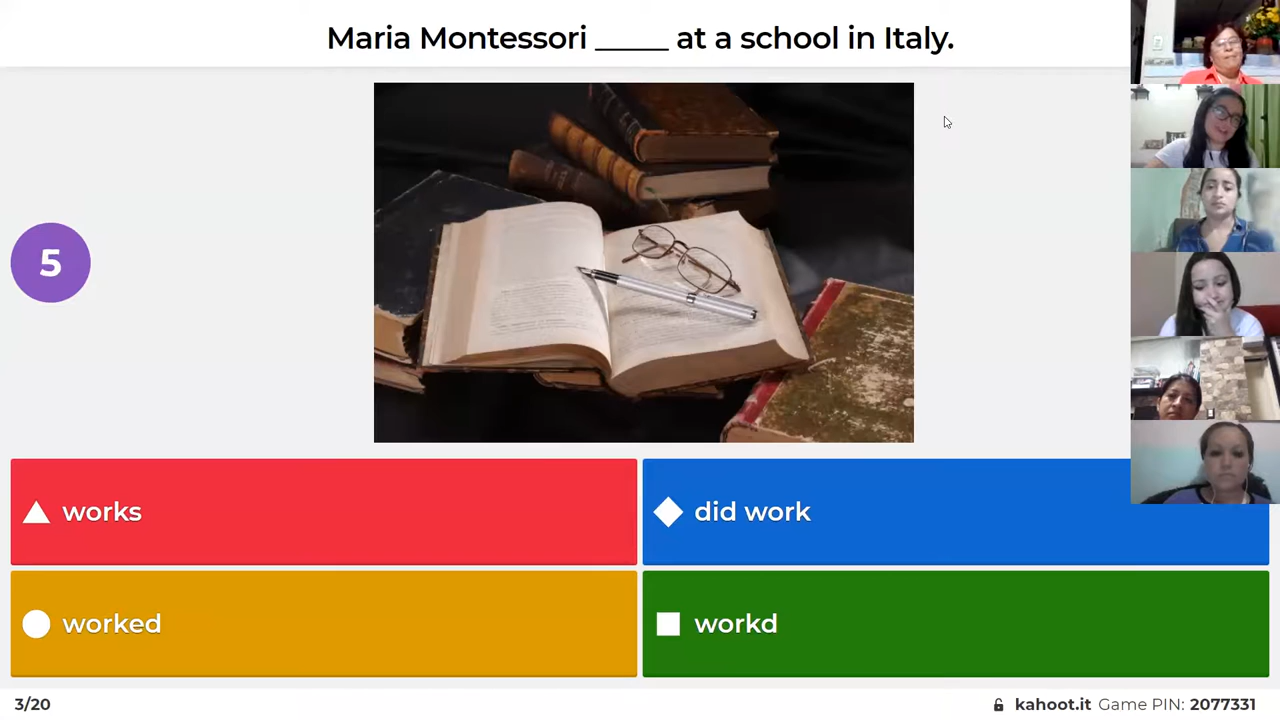 Maria Montessori _____ at a school in Italy.
5
works
did work
worked
workd
3/20
kahoot.it Game PIN: 2077331